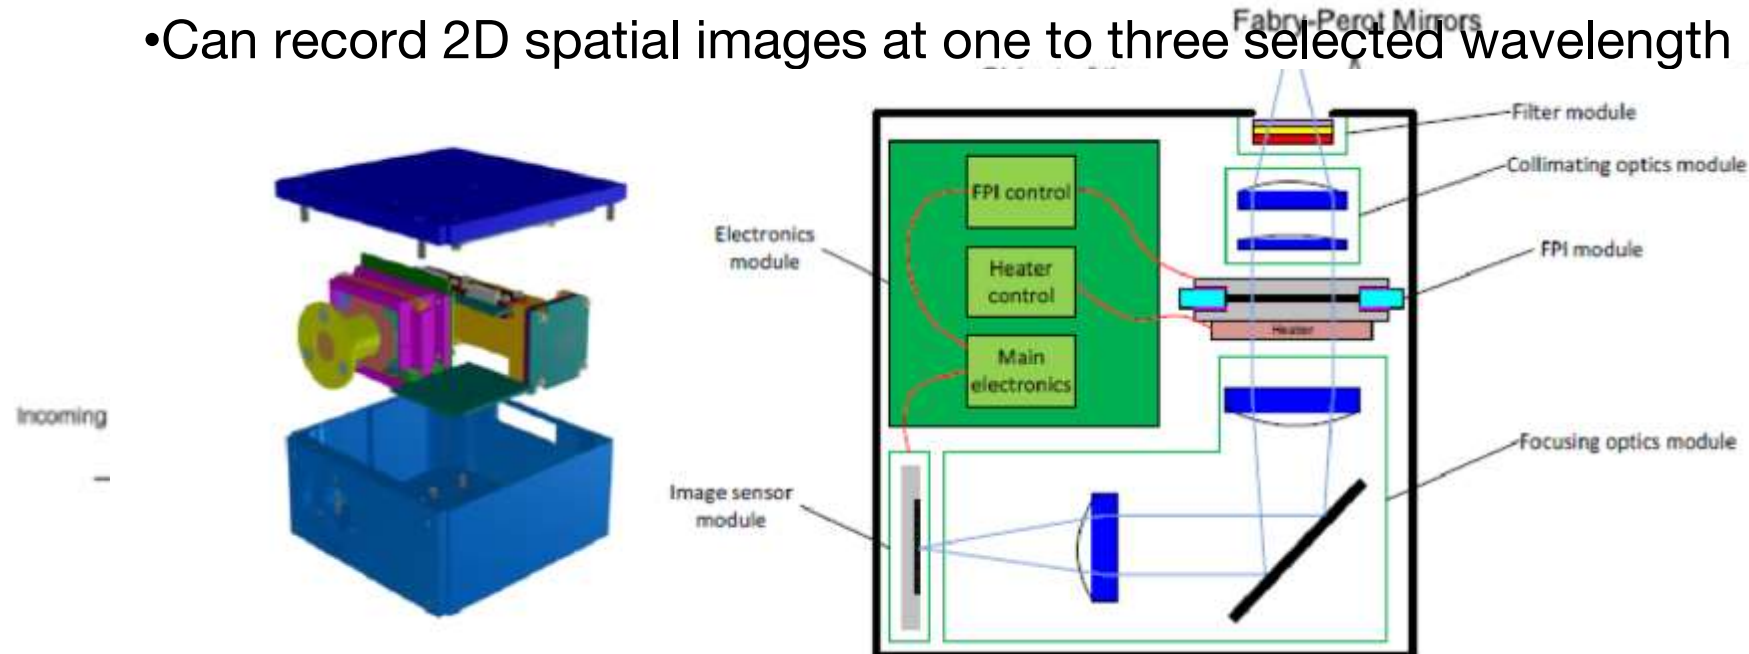 Fabry-Perot Mirrors
•Can record 2D spatial images at one to three selected wavelength
Filter module
Collimating optics module
FPI control
Electronics
module
FPI module
Heater
control
Heater
Main
electronics
Incoming
Focusing optics module
Image sensor
module